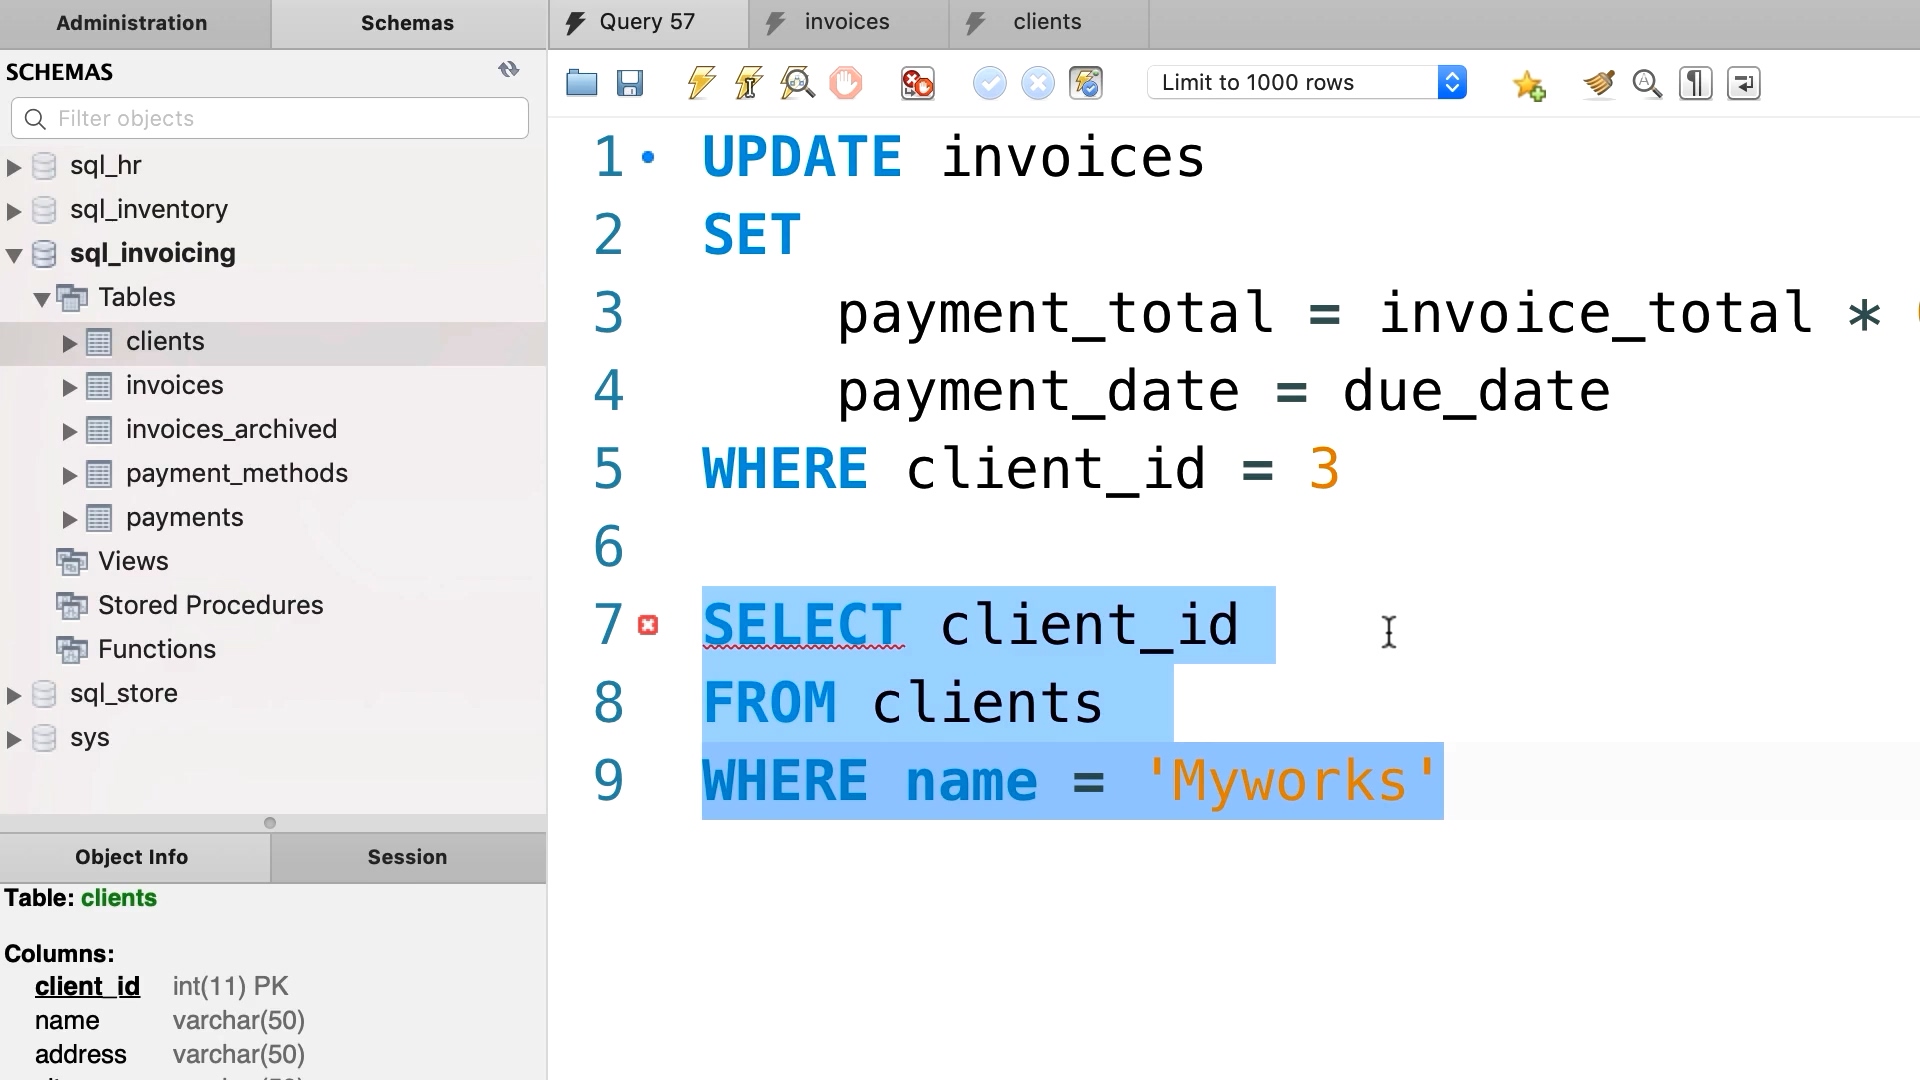 Administration
Schemas
Query 57
invoices
clients
SCHEMAS
Filter objects
Limit to 1000 rows
sql_hr
sql_inventory
sql_invoicing
Tables
clients
invoices
invoices_archived
payment_methods
payments
Views
Stored Procedures
Functions
sql_store
sys
1 UPDATE invoices
2 SET
3 payment_total = invoice_total *
4 payment_date = due_date
5 WHERE client_id = 3
6
7 SELECT client_id
8 FROM clients
9 WHERE name = 'Myworks'
Object Info
Session
Table: clients
Columns:
client_id int(11) PK
name varchar(50)
address varchar(50)